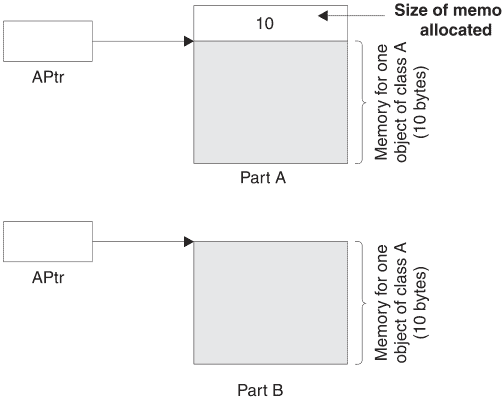 Size of memo
allocated
10
APtr
Memory for one
object of class A
(10 bytes)
Part A
APtr
Memory for one
object of class A
(10 bytes)
Part B